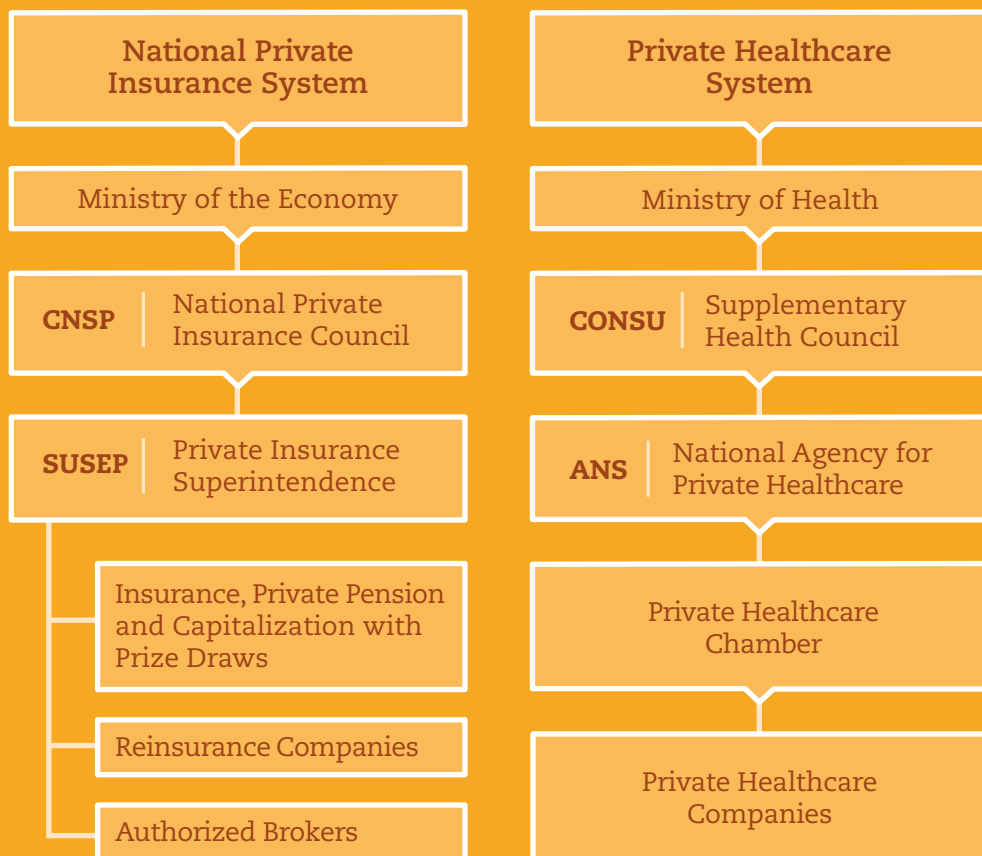 National Private
Insurance System
Ministry of the Economy
CNSP
National Private
Insurance Council
SUSEP
Private Insurance
Superintendence
Insurance, Private Pension
and Capitalization with
Prize Draws
Reinsurance Companies
Authorized Brokers
Private Healthcare
System
Ministry of Health
CONSU
Supplementary
Health Council
ANS
National Agency for
Private Healthcare
Private Healthcare
Chamber
Private Healthcare
Companies